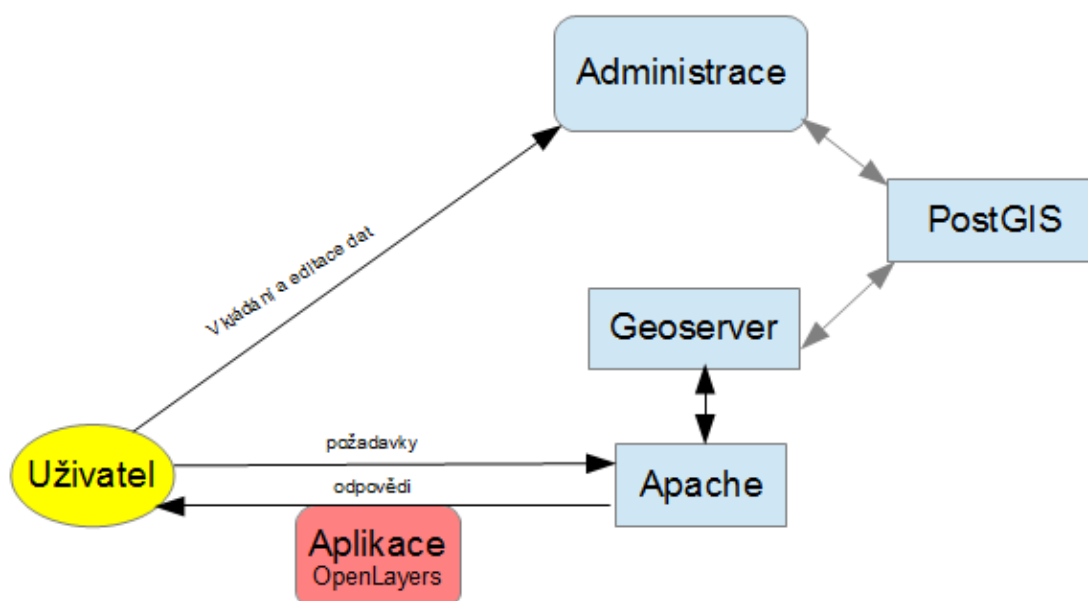 Administrace
PostGIS
Vkládání a editace dat
Geoserver
Uživatel
požadavky
Apache
odpovědi
Aplikace
OpenLayers